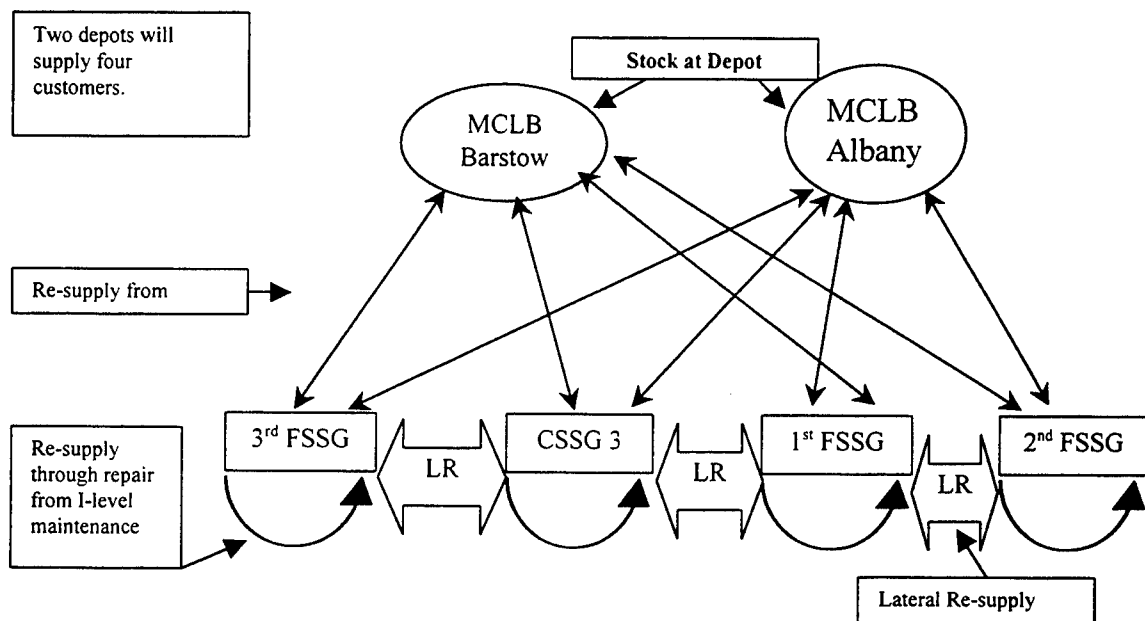 Two depots will
supply four
customers.
Stock at Depot
MCLB
Barstow
MCLB
Albany
Re-supply from
3rd FSSG
CSSG 3
1st FSSG
2nd FSSG
LR
LR
LR
Re-supply
through repair
from I-level
maintenance
Lateral Re-supply